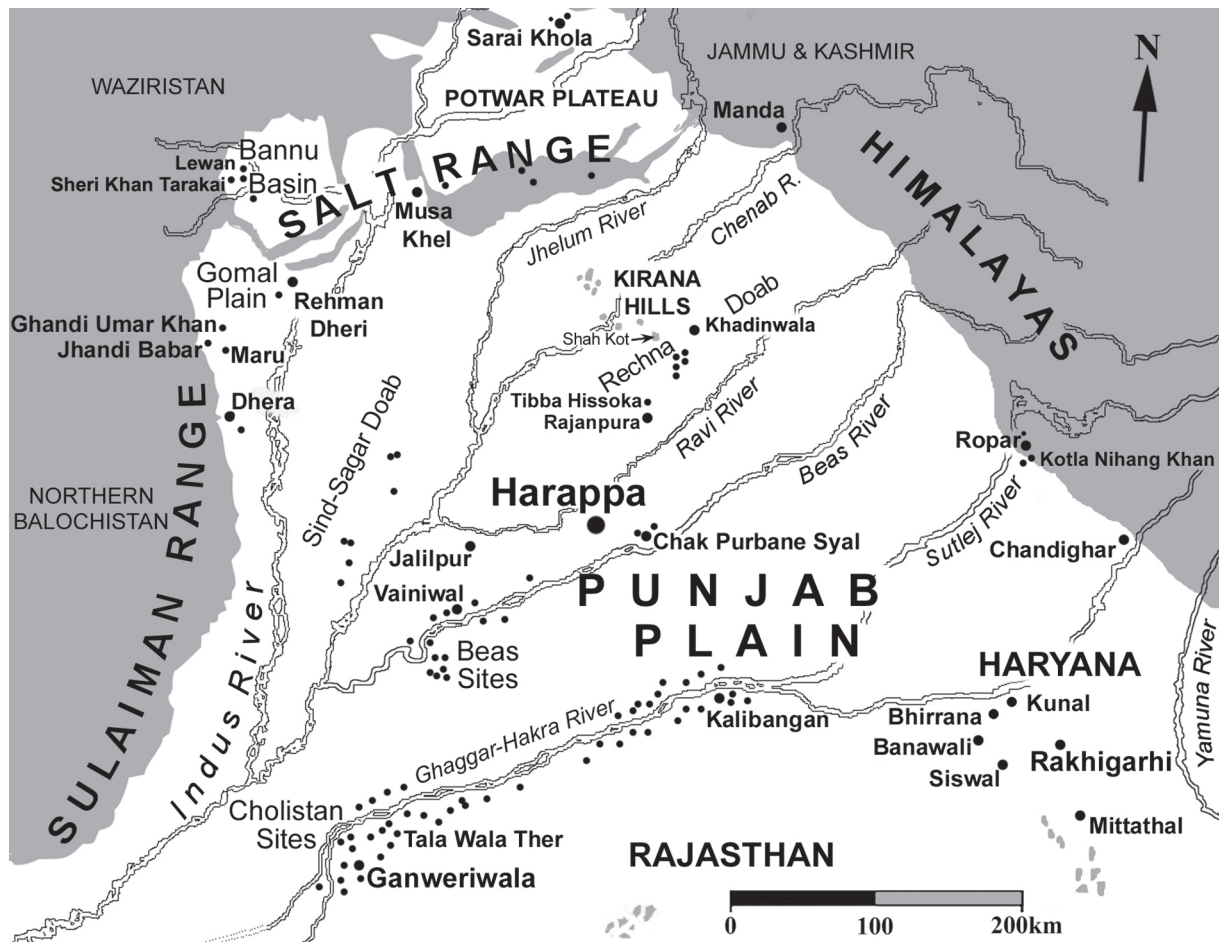 Sarai Khola
JAMMU & KASHMIR
N
WAZIRISTAN
POTWAR PLATEAU
Manda
HIMALAYAS
Bannu
Basin
Lewan
Sheri Khan Tarakai
SALT RANGE
Musa
Khel
Jhelum River
Chenab R.
Gomal
Plain
Rehman
Dheri
KIRANA
HILLS
Doab
Rechna
Khadinwala
Shah Kot
Ghandi Umar Khan
Jhandi Babar
Maru
Dhera
Tibba Hissoka
Rajanpura
Ravi River
Beas River
Sind-Sagar Doab
Ropar
Kotla Nihang Khan
NORTHERN
BALOCHISTAN
SULAIMAN RANGE
Harappa
Sutlej River
Chak Purbane Syal
Chandighar
Jalilpur
Vainiwal
PUNJAB
PLAIN
Beas
Sites
Indus River
HARYANA
Yamuna River
Kunal
Bhirrana
Kalibangan
Ghaggar-Hakra River
Banawali
Rakhigarhi
Siswal
Cholistan
Sites
Tala Wala Ther
Mittathal
RAJASTHAN
Ganweriwala
0 100 200km